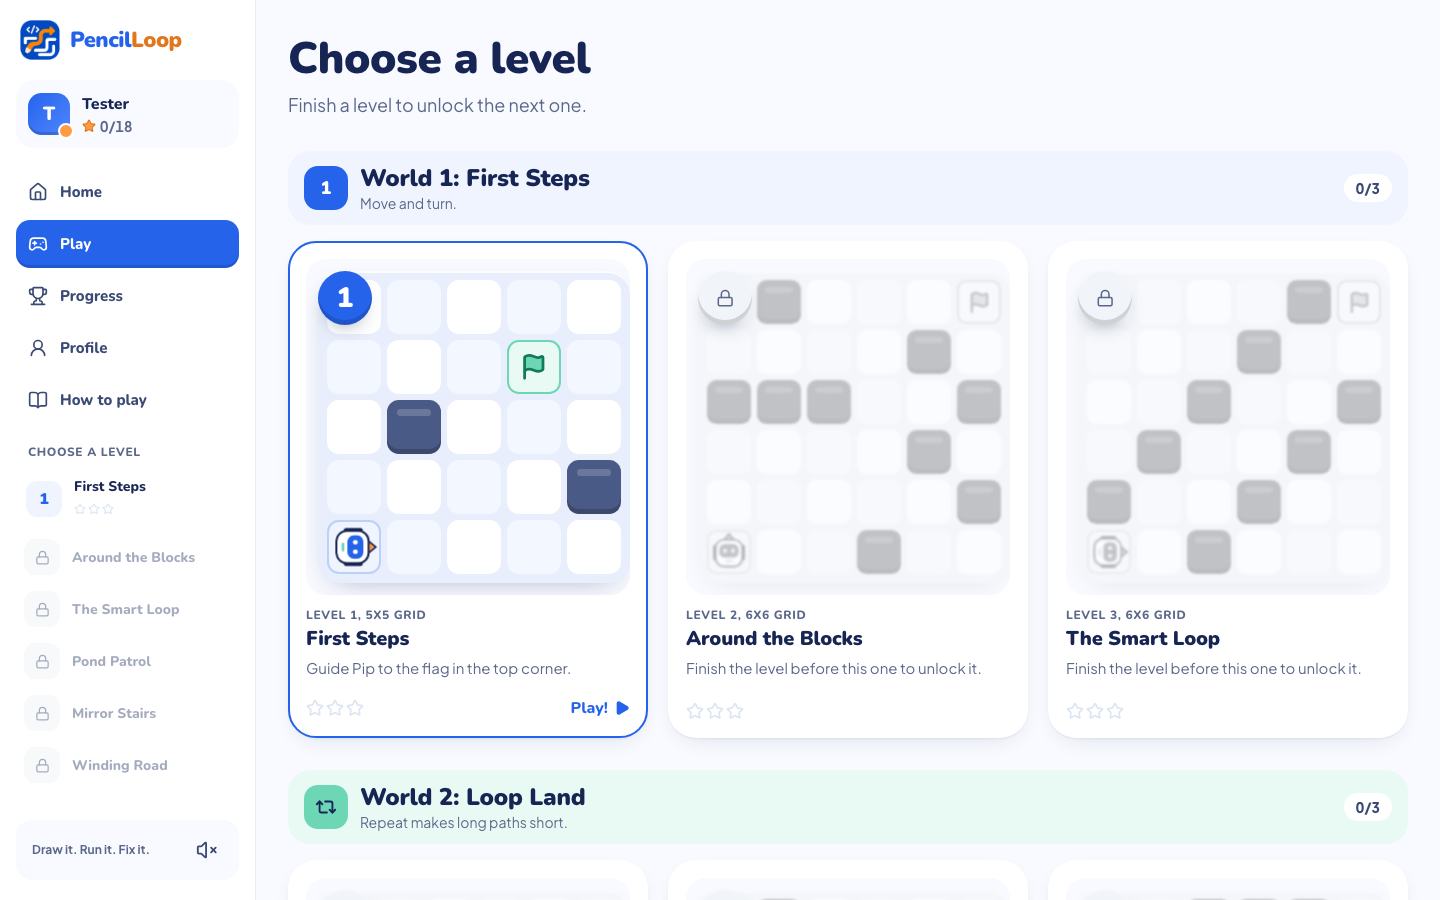 PencilLoop
T
Tester
0/18
Home
Play
Progress
Profile
How to play
CHOOSE A LEVEL
1
First Steps
Around the Blocks
The Smart Loop
Pond Patrol
Mirror Stairs
Winding Road
Draw it. Run it. Fix it.
Choose a level
Finish a level to unlock the next one.
1
World 1: First Steps
Move and turn.
0/3
1
LEVEL 1, 5X5 GRID
First Steps
Guide Pip to the flag in the top corner.
Play!
LEVEL 2, 6X6 GRID
Around the Blocks
Finish the level before this one to unlock it.
LEVEL 3, 6X6 GRID
The Smart Loop
Finish the level before this one to unlock it.
World 2: Loop Land
Repeat makes long paths short.
0/3